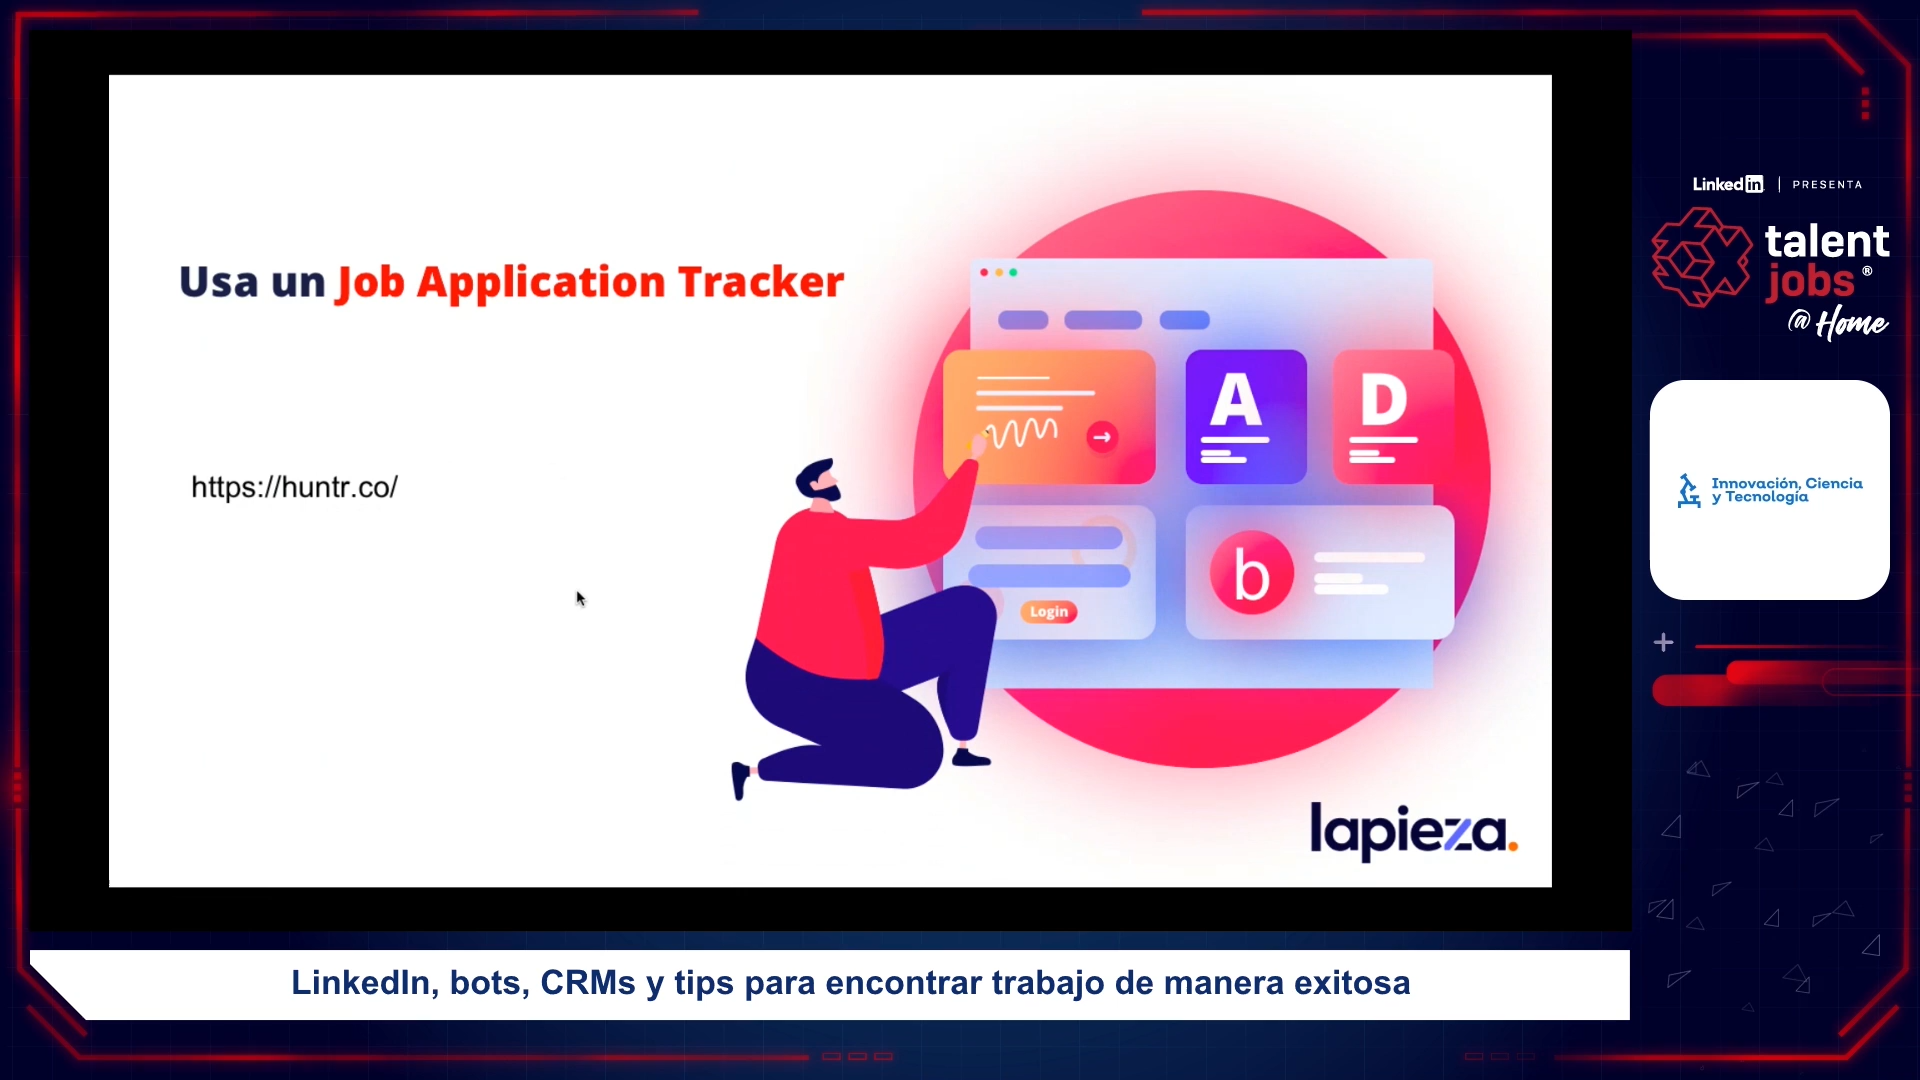 Usa un Job Application Tracker
https://huntr.co/
A
D
Login
b
lapieza.
LinkedIn | PRESENTA
talent
jobs®
@Home
Innovación, Ciencia
y Tecnología
LinkedIn, bots, CRMs y tips para encontrar trabajo de manera exitosa